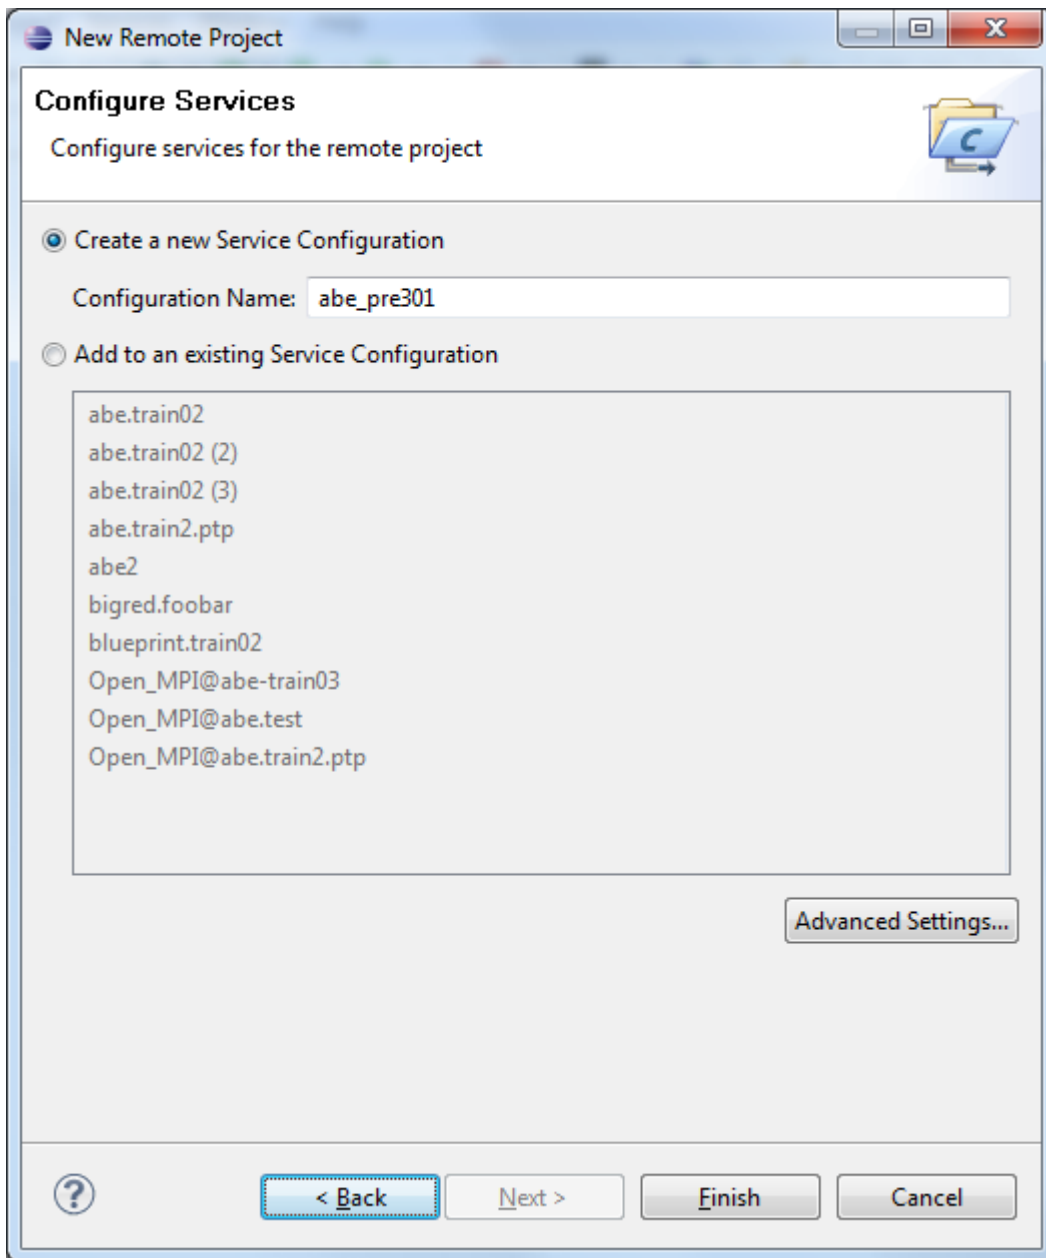 New Remote Project
Configure Services
Configure services for the remote project
C
Create a new Service Configuration
Configuration Name: abe_pre301
Add to an existing Service Configuration
abe.train02
abe.train02 (2)
abe.train02 (3)
abe.train2.ptp
abe2
bigred.foobar
blueprint.train02
Open_MPI@abe-train03
Open_MPI@abe.test
Open_MPI@abe.train2.ptp
Advanced Settings...
? < Back Next > Finish Cancel